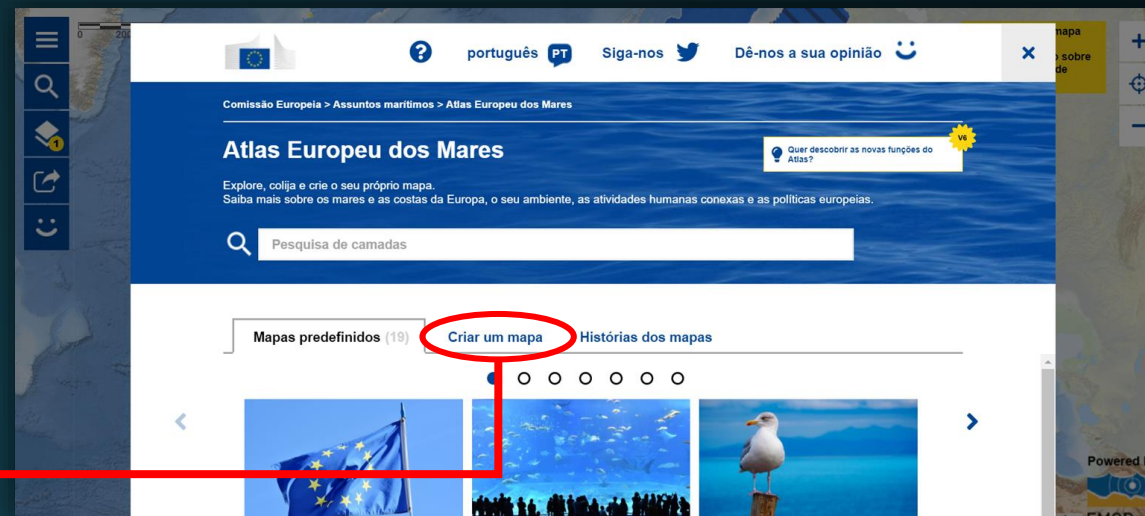 0 200
português PT Siga-nos Dê-nos a sua opinião
mapa
sobre
de
1
Comissão Europeia > Assuntos marítimos > Atlas Europeu dos Mares
Atlas Europeu dos Mares
Quer descobrir as novas funções do
Atlas?
V6
Explore, colija e crie o seu próprio mapa.
Saiba mais sobre os mares e as costas da Europa, o seu ambiente, as atividades humanas conexas e as políticas europeias.
Pesquisa de camadas
Mapas predefinidos (19) Criar um mapa Histórias dos mapas
Powered